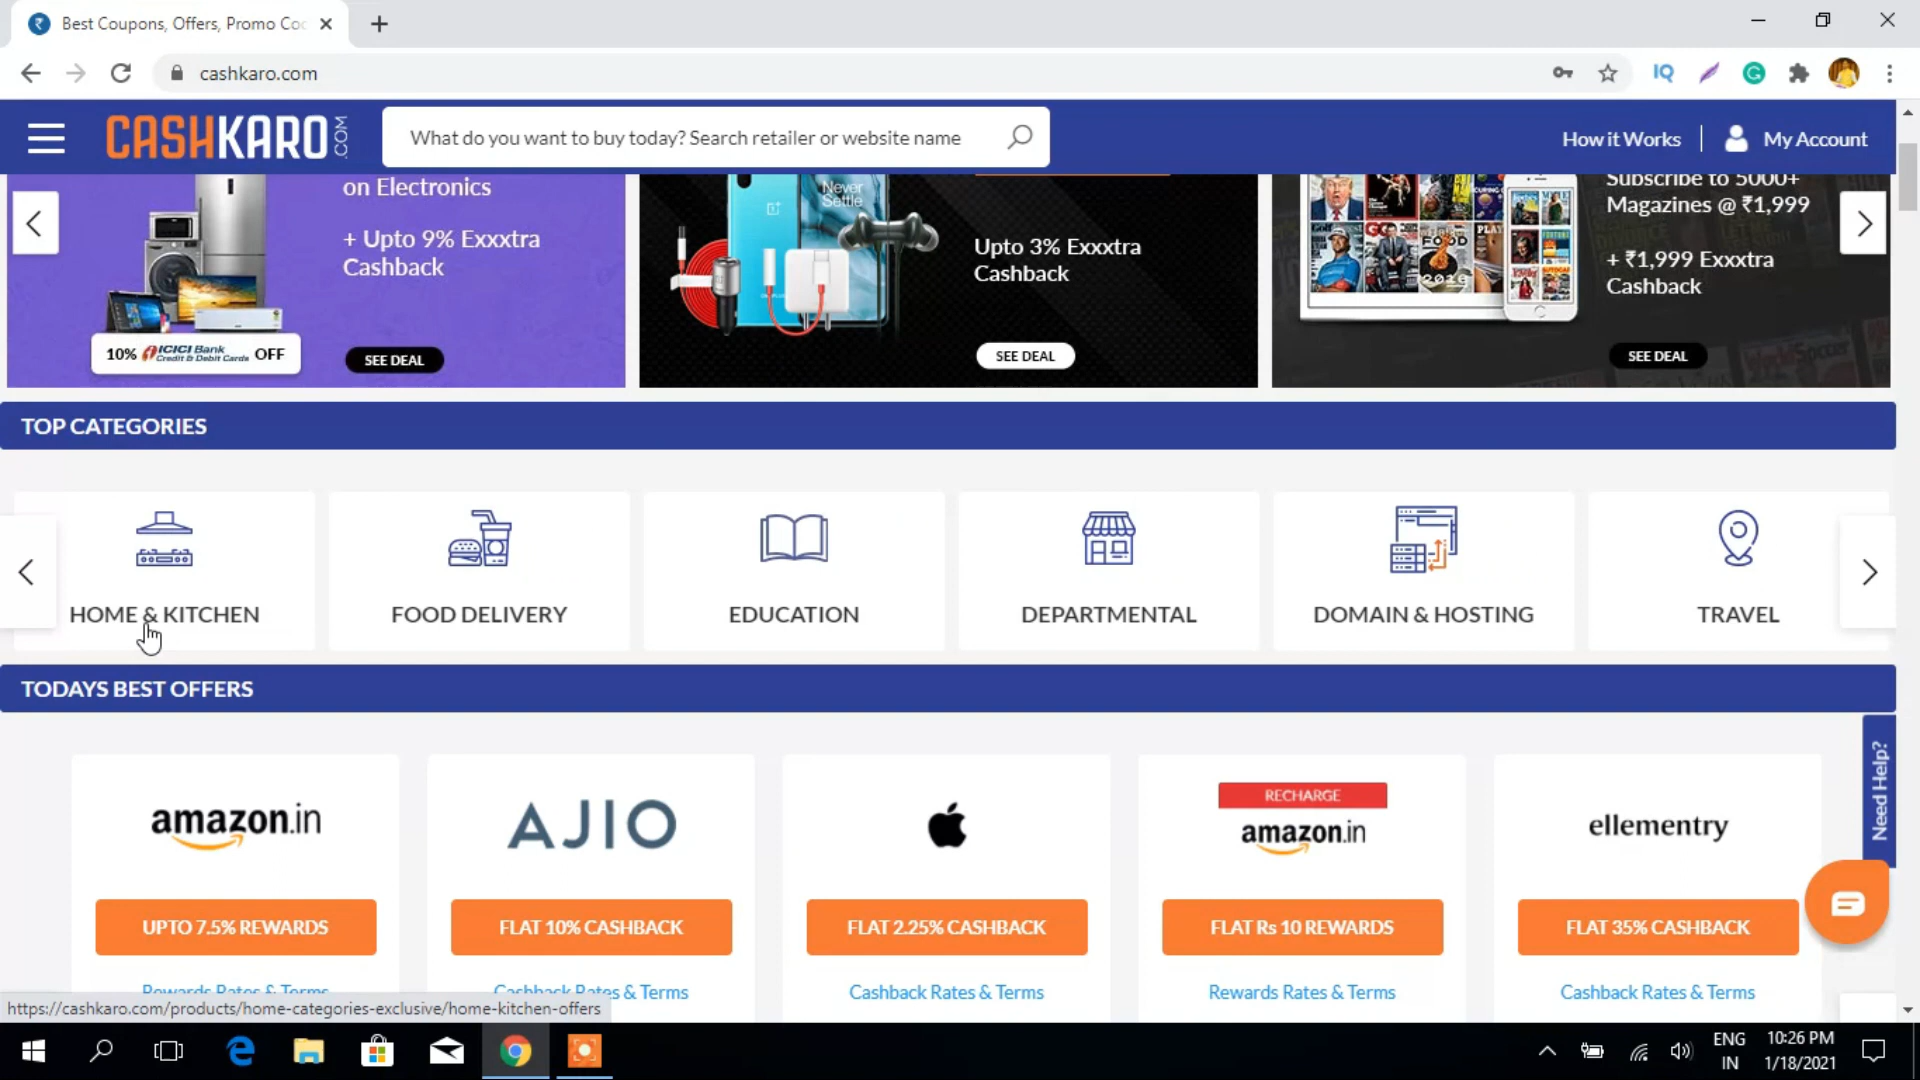 Best Coupons, Offers, Promo Co
cashkaro.com
CASHKARO.COM
What do you want to buy today? Search retailer or website name
How it Works
My Account
on Electronics
+ Upto 9% Exxxtra
Cashback
10% ICICI Bank Credit & Debit Cards OFF
SEE DEAL
Never
Settle
Upto 3% Exxxtra
Cashback
SEE DEAL
Subscribe to 5000+
Magazines @ ₹1,999
+ ₹1,999 Exxxtra
Cashback
SEE DEAL
TOP CATEGORIES
HOME & KITCHEN
FOOD DELIVERY
EDUCATION
DEPARTMENTAL
DOMAIN & HOSTING
TRAVEL
TODAYS BEST OFFERS
amazon.in
AJIO
RECHARGE
amazon.in
ellementry
UPTO 7.5% REWARDS
FLAT 10% CASHBACK
FLAT 2.25% CASHBACK
FLAT Rs 10 REWARDS
FLAT 35% CASHBACK
Rewards Rates & Terms
Cashback Rates & Terms
Cashback Rates & Terms
Rewards Rates & Terms
Cashback Rates & Terms
Need Help?
https://cashkaro.com/products/home-categories-exclusive/home-kitchen-offers
ENG
IN
10:26 PM
1/18/2021